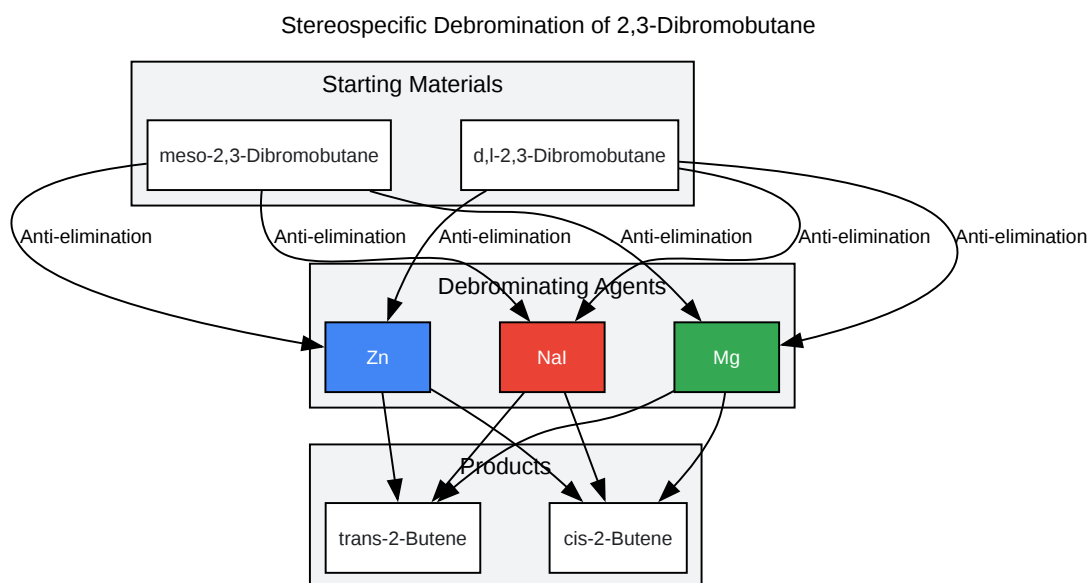 Stereospecific Debromination of 2,3-Dibromobutane
Starting Materials
meso-2,3-Dibromobutane
d,l-2,3-Dibromobutane
Anti-elimination
Anti-elimination
Anti-elimination
Anti-elimination
Anti-elimination
Anti-elimination
Debrominating Agents
Zn
NaI
Mg
Products
trans-2-Butene
cis-2-Butene